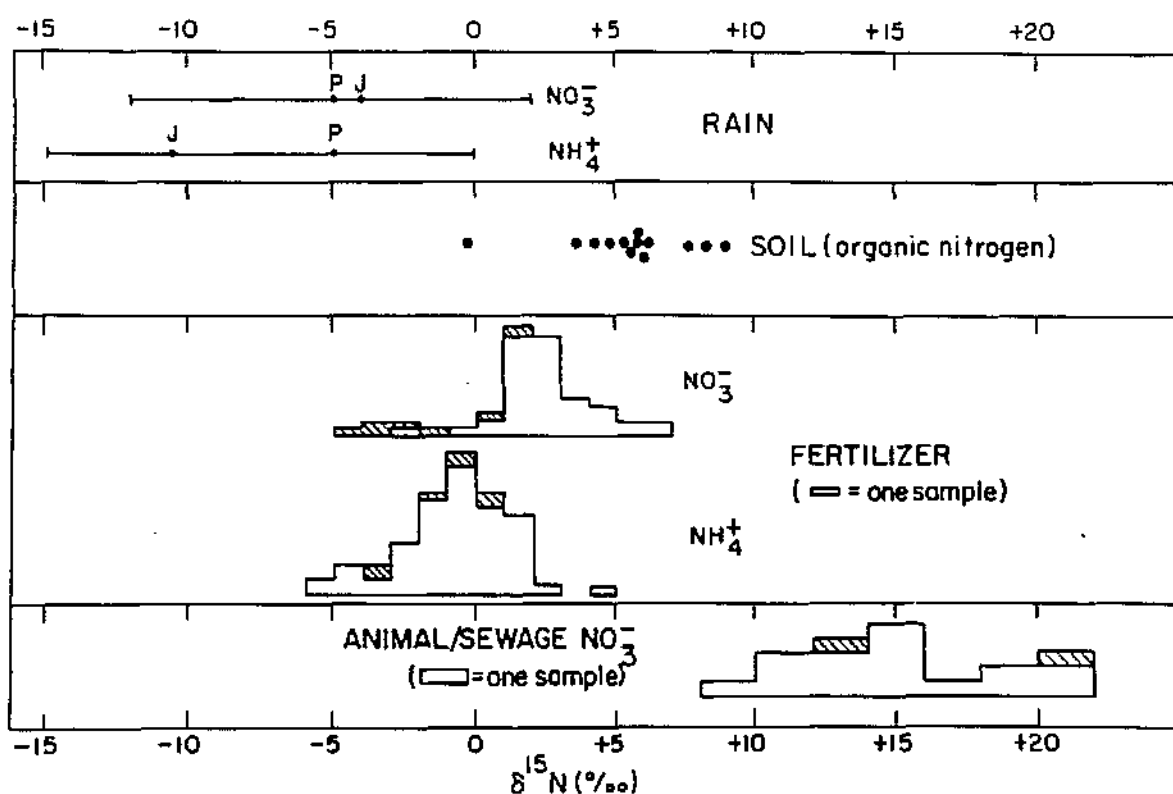 -15 -10 -5 0 +5 +10 +15 +20
P J
NO₃⁻
RAIN
J P
NH₄⁺
SOIL (organic nitrogen)
NO₃⁻
FERTILIZER
( = one sample)
NH₄⁺
ANIMAL/SEWAGE NO₃⁻
( = one sample)
-15 -10 -5 0 +5 +10 +15 +20
δ¹⁵N (‰)